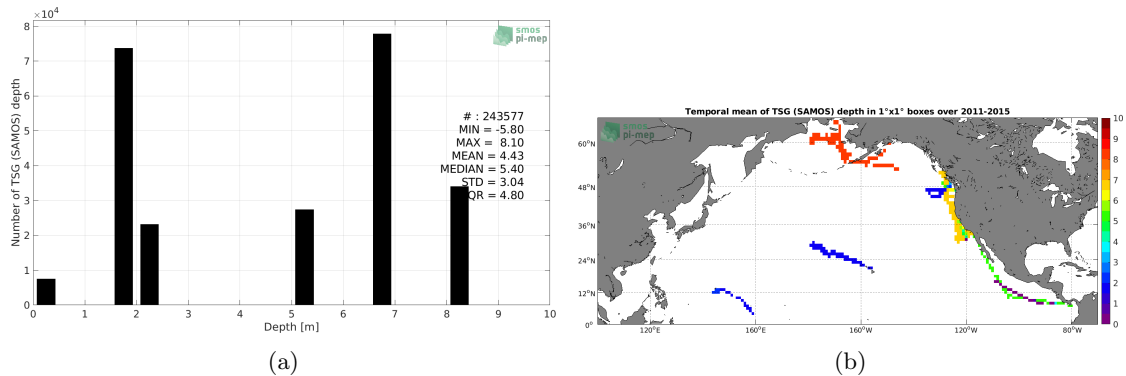 ×10⁴
8
7
6
5
4
3
2
1
0
Number of TSG (SAMOS) depth
smos
pi-mep
# : 243577
MIN = -5.80
MAX = 8.10
MEAN = 4.43
MEDIAN = 5.40
STD = 3.04
QR = 4.80
0 1 2 3 4 5 6 7 8 9 10
Depth [m]
(a)
Temporal mean of TSG (SAMOS) depth in 1°x1° boxes over 2011-2015
smos
pi-mep
60°N
48°N
36°N
24°N
12°N
0°
120°E 160°E 160°W 120°W 80°W
10
9
8
7
6
5
4
3
2
1
0
(b)